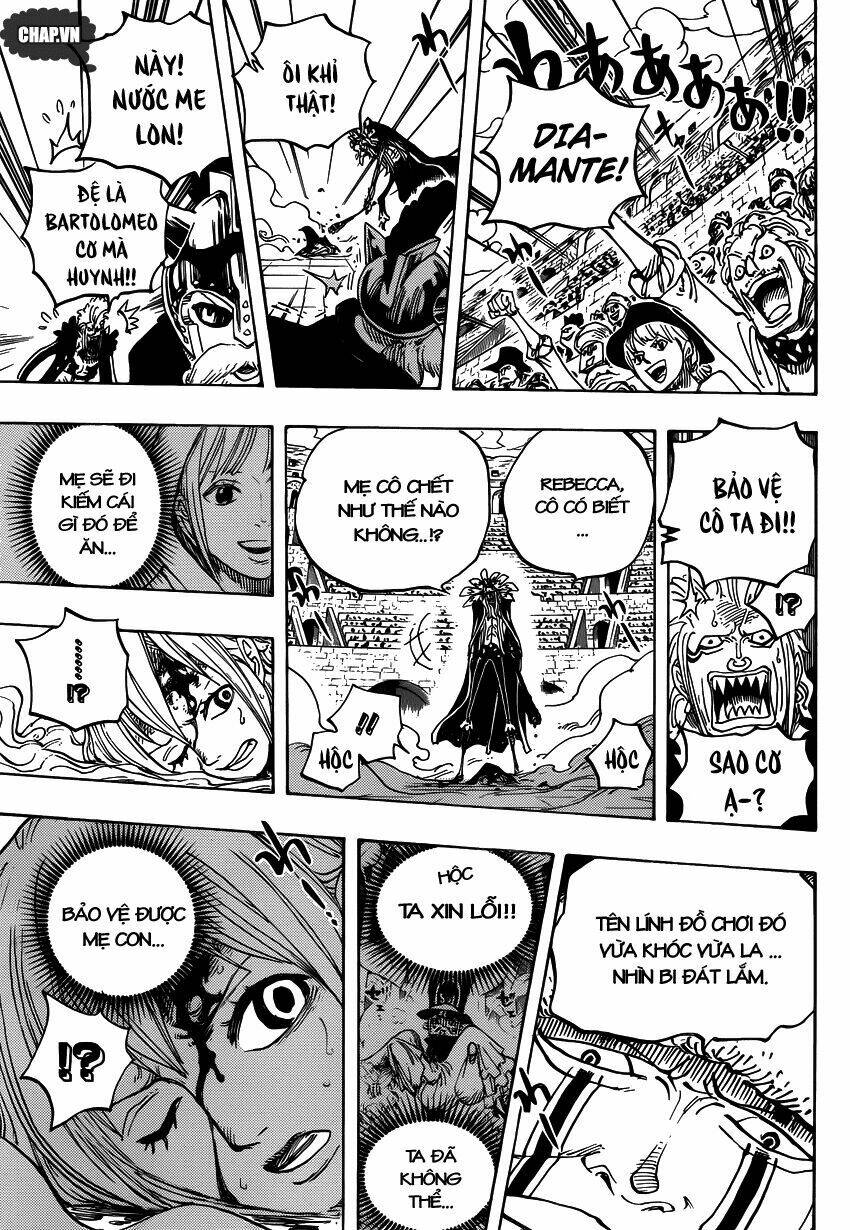 CHAP.VN
わああああ!!
DIA-
MANTE!
ÔI KHỈ
THẬT!
NÀY!
NƯỚC ME
LON!
ĐỆ LÀ
BARTOLOMEO
CƠ MÀ
HUYNH!!
BẢO VỆ
CÔ TA ĐI!!
!?
SAO CƠ
Ạ-?
REBECCA,
CÔ CÓ BIẾT
...
MẸ CÔ CHẾT
NHƯ THẾ NÀO
KHÔNG..!?
!!
HỘC
HỘC
MẸ SẼ ĐI
KIẾM CÁI
GÌ ĐÓ ĐỂ
ĂN...
......
!?
TÊN LÍNH ĐỒ CHƠI ĐÓ
VỪA KHÓC VỪA LA ...
NHÌN BI ĐÁT LẮM.
HỘC
TA XIN LỖI!!
TA ĐÃ
KHÔNG
THỂ...
BẢO VỆ ĐƯỢC
MẸ CON...
!?